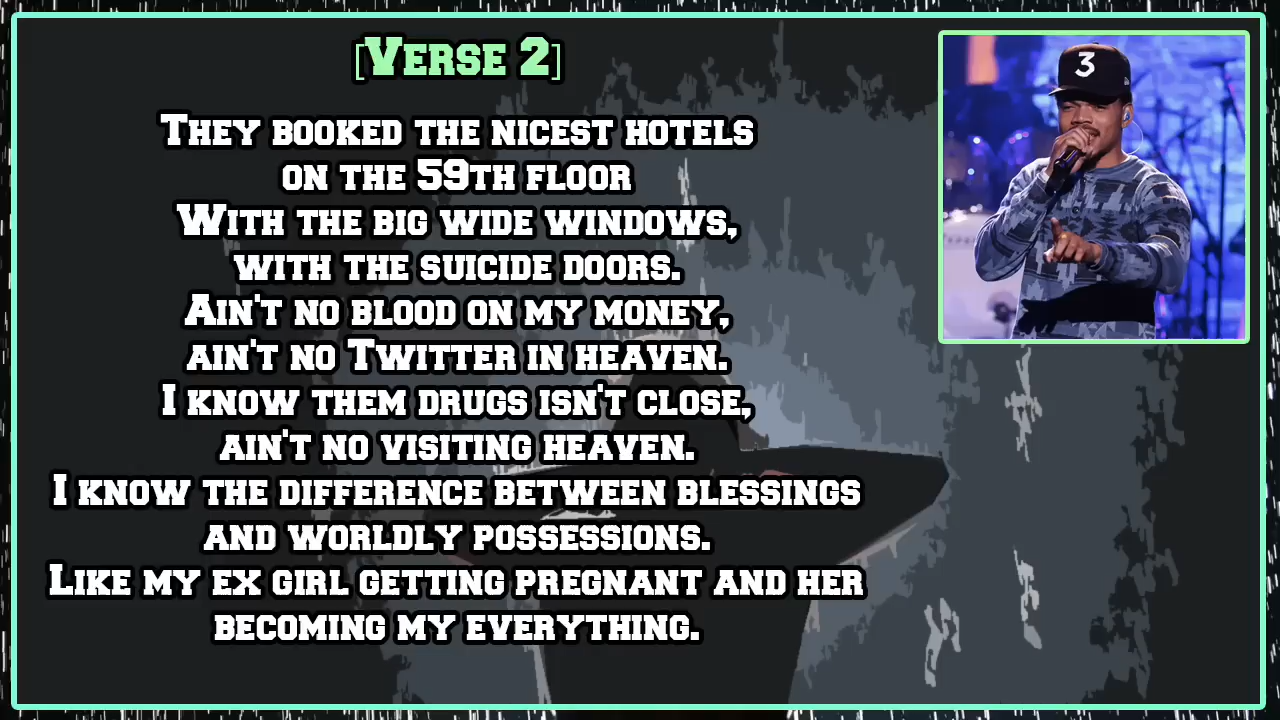 [Verse 2]
They booked the nicest hotels
on the 59th floor
With the big wide windows,
with the suicide doors.
Ain't no blood on my money,
ain't no Twitter in heaven.
I know them drugs isn't close,
ain't no visiting heaven.
I know the difference between blessings
and worldly possessions.
Like my ex girl getting pregnant and her
becoming my everything.
3